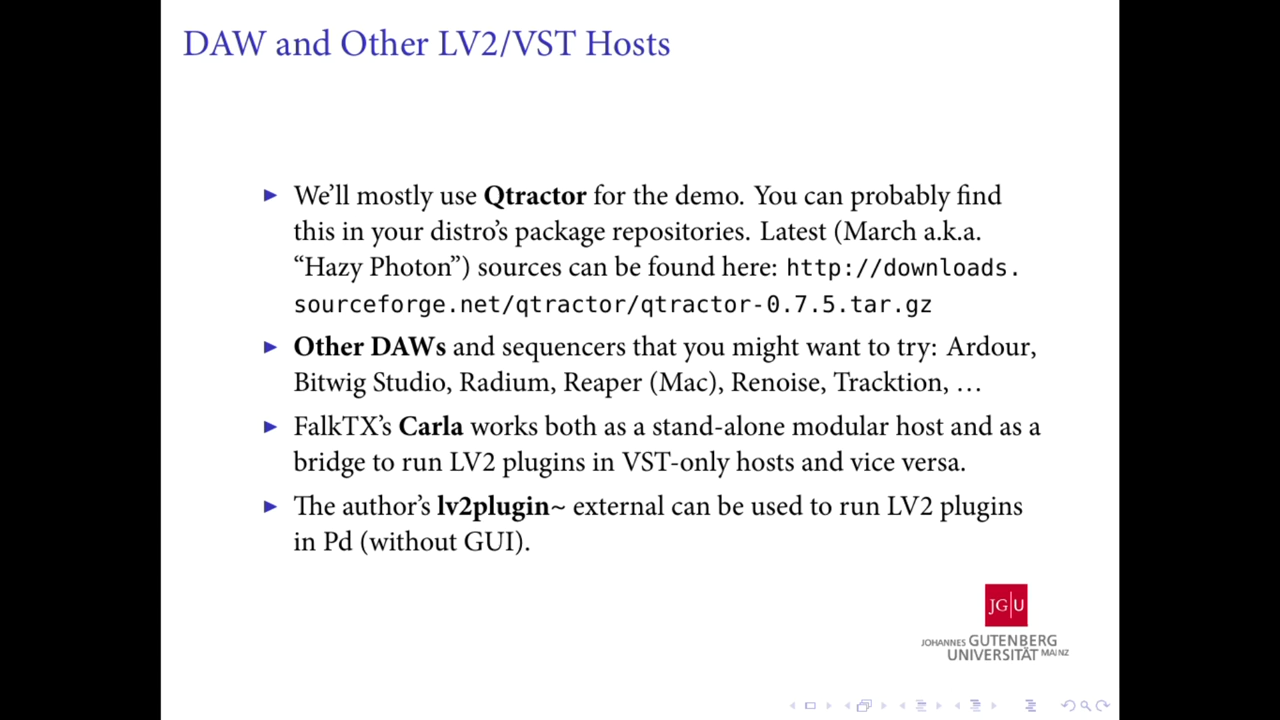 DAW and Other LV2/VST Hosts
We’ll mostly use Qtractor for the demo. You can probably find
this in your distro’s package repositories. Latest (March a.k.a.
“Hazy Photon”) sources can be found here: http://downloads.
sourceforge.net/qtractor/qtractor-0.7.5.tar.gz
Other DAWs and sequencers that you might want to try: Ardour,
Bitwig Studio, Radium, Reaper (Mac), Renoise, Tracktion, …
FalkTX’s Carla works both as a stand-alone modular host and as a
bridge to run LV2 plugins in VST-only hosts and vice versa.
The author’s lv2plugin~ external can be used to run LV2 plugins
in Pd (without GUI).
JG|U
JOHANNES GUTENBERG
UNIVERSITÄT MAINZ